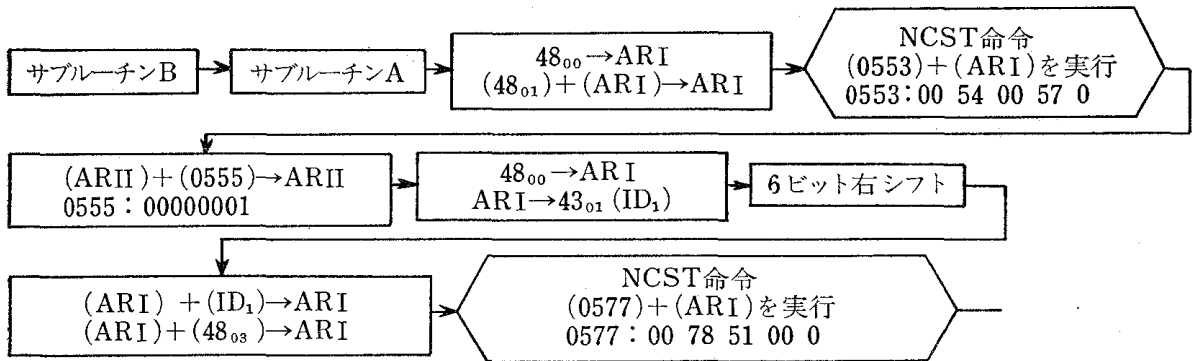 サブルーチンB
サブルーチンA
48₀₀→ARI
(48₀₁)+(ARI)→ARI
NCST命令
(0553)+(ARI)を実行
0553:00 54 00 57 0
(ARII)+(0555)→ARII
0555:00000001
48₀₀→ARI
ARI→43₀₁(ID₁)
6ビット右シフト
(ARI)+(ID₁)→ARI
(ARI)+(48₀₃)→ARI
NCST命令
(0577)+(ARI)を実行
0577:00 78 51 00 0